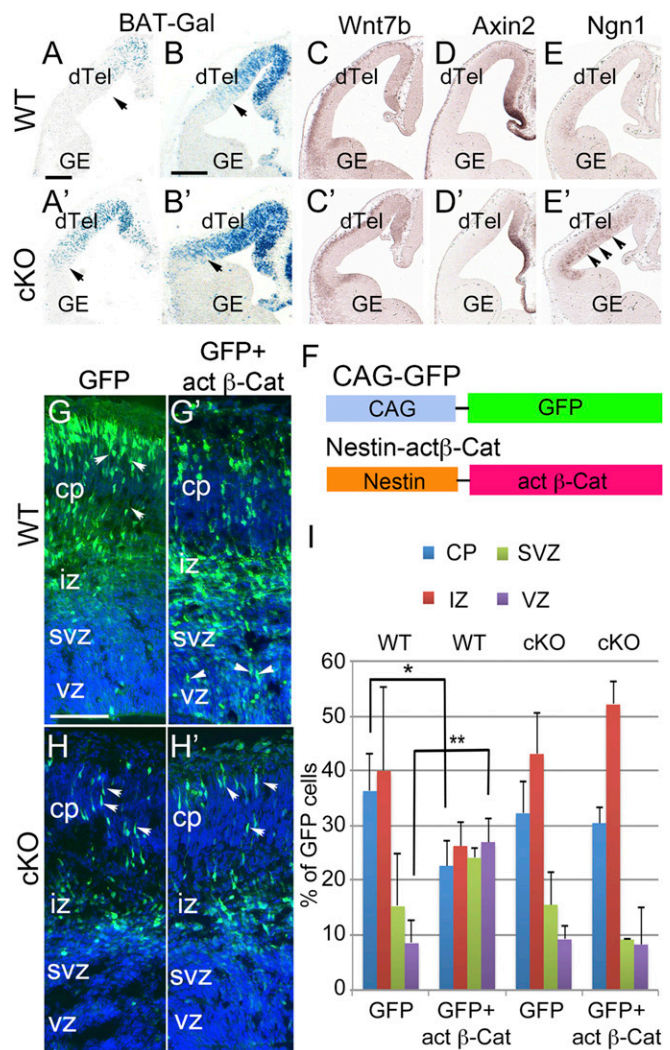 BAT-Gal Wnt7b Axin2 Ngn1
WT
A dTel GE
B dTel GE
C dTel GE
D dTel GE
E dTel GE
cKO
A' dTel GE
B' dTel GE
C' dTel GE
D' dTel GE
E' dTel GE
GFP
GFP+
act β-Cat
WT
G cp iz svz vz
G' cp iz svz vz
cKO
H cp iz svz vz
H' cp iz svz vz
F
CAG-GFP
CAG GFP
Nestin-actβ-Cat
Nestin act β-Cat
I
CP SVZ
IZ VZ
WT WT cKO cKO
% of GFP cells
60
50
40
30
20
10
0
*
**
GFP GFP+ GFP GFP+
act β-Cat act β-Cat